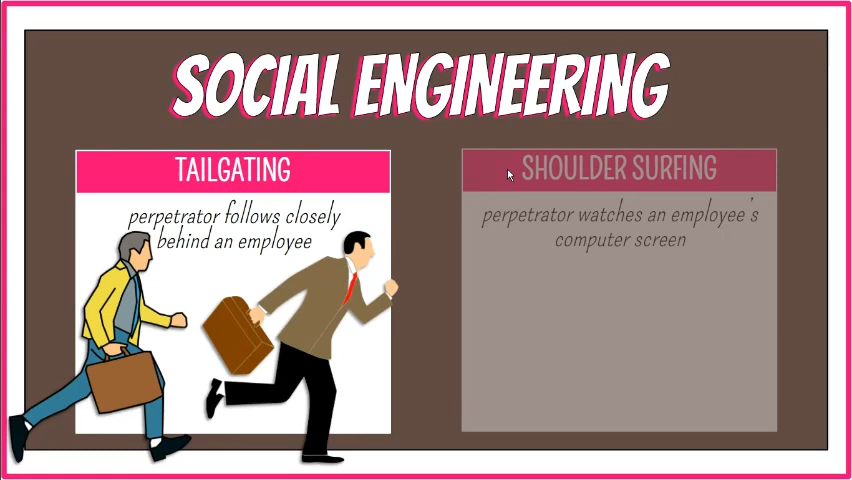 SOCIAL ENGINEERING
TAILGATING
perpetrator follows closely
behind an employee
SHOULDER SURFING
perpetrator watches an employee's
computer screen